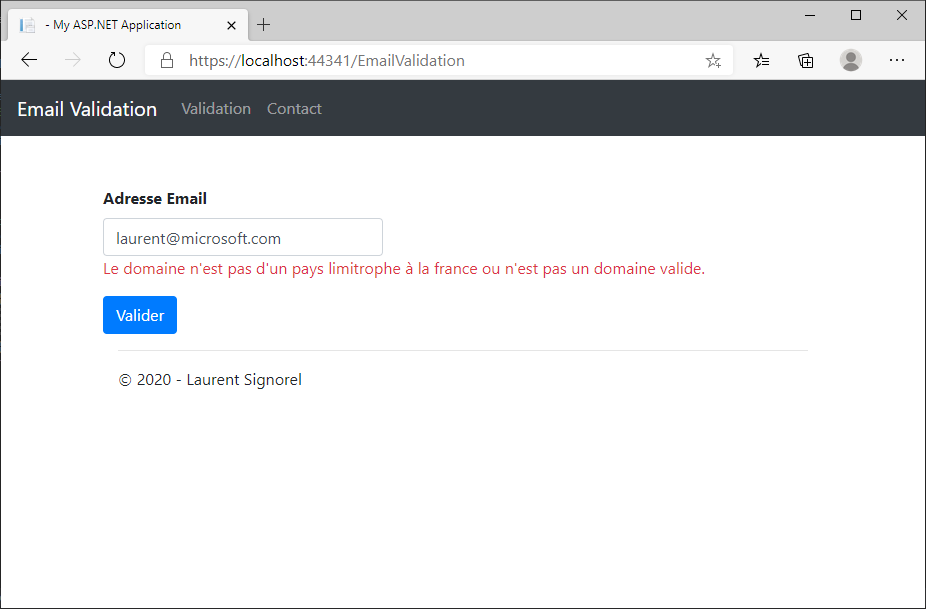 - My ASP.NET Application
https://localhost:44341/EmailValidation
Email Validation Validation Contact
Adresse Email
laurent@microsoft.com
Le domaine n'est pas d'un pays limitrophe à la france ou n'est pas un domaine valide.
Valider
© 2020 - Laurent Signorel